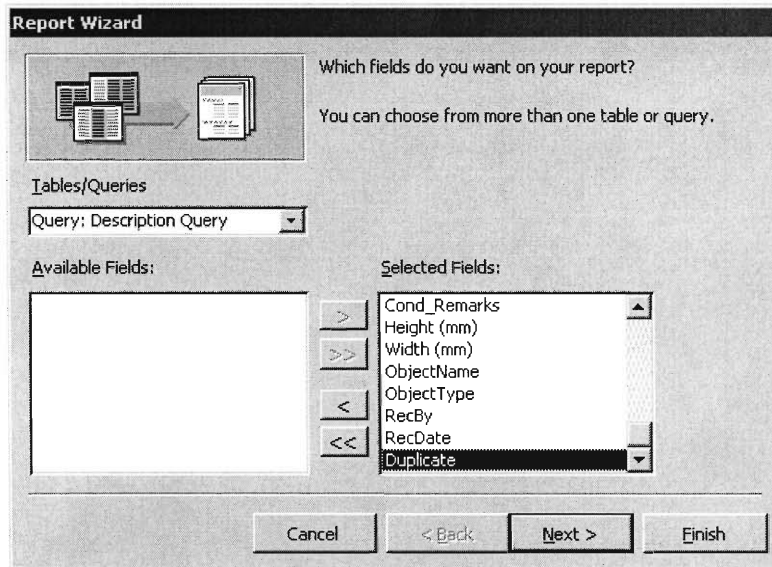 Report Wizard
Which fields do you want on your report?
You can choose from more than one table or query.
Tables/Queries
Query: Description Query
Available Fields:
Selected Fields:
Cond_Remarks
Height (mm)
Width (mm)
ObjectName
ObjectType
RecBy
RecDate
Duplicate
>
>>
<
<<
Cancel
< Back
Next >
Finish